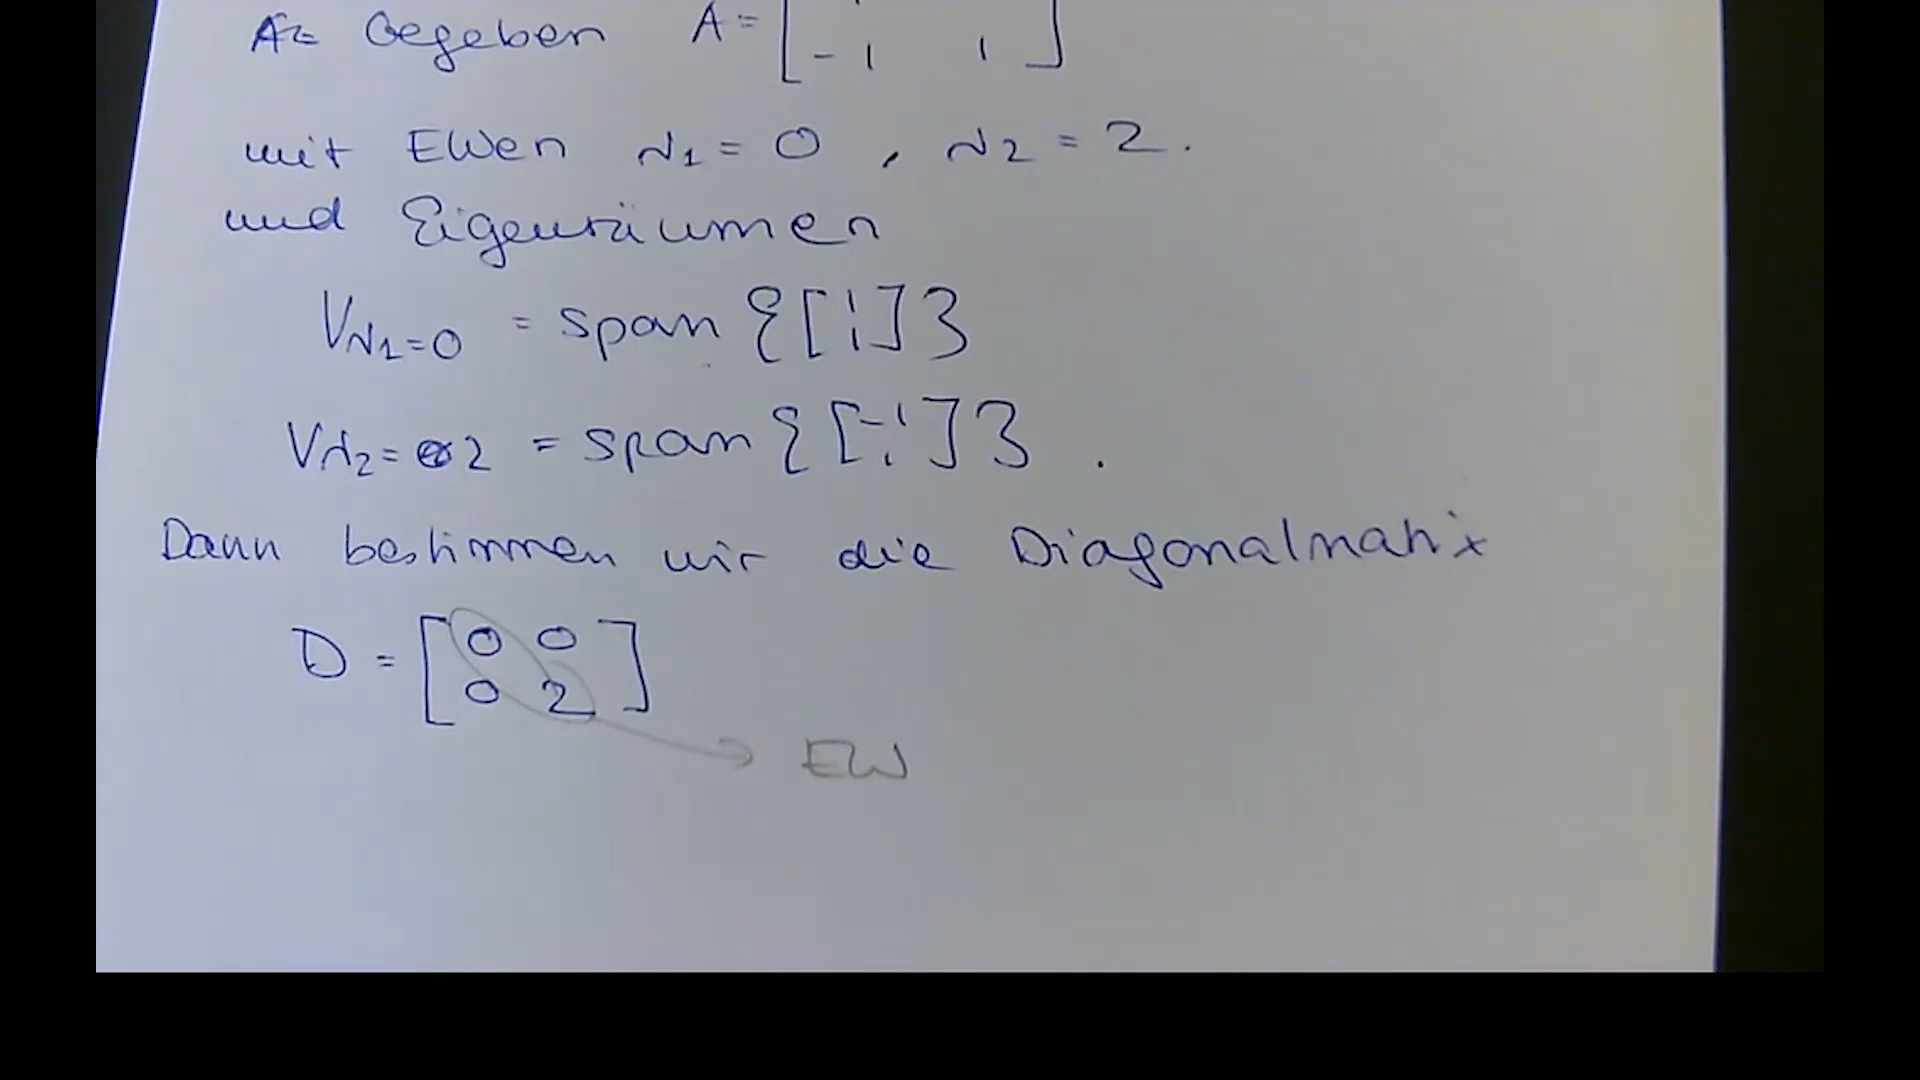 Az Gegeben A = [ -1 1 ]
mit EWen λ1 = 0 , λ2 = 2 .
und Eigenräumen
Vλ1=0 = span {[1 1]}
Vλ2=2 = span {[-1 1]} .
Dann bestimmen wir die Diagonalmatrix
D = [ 0 0
0 2 ]
EW